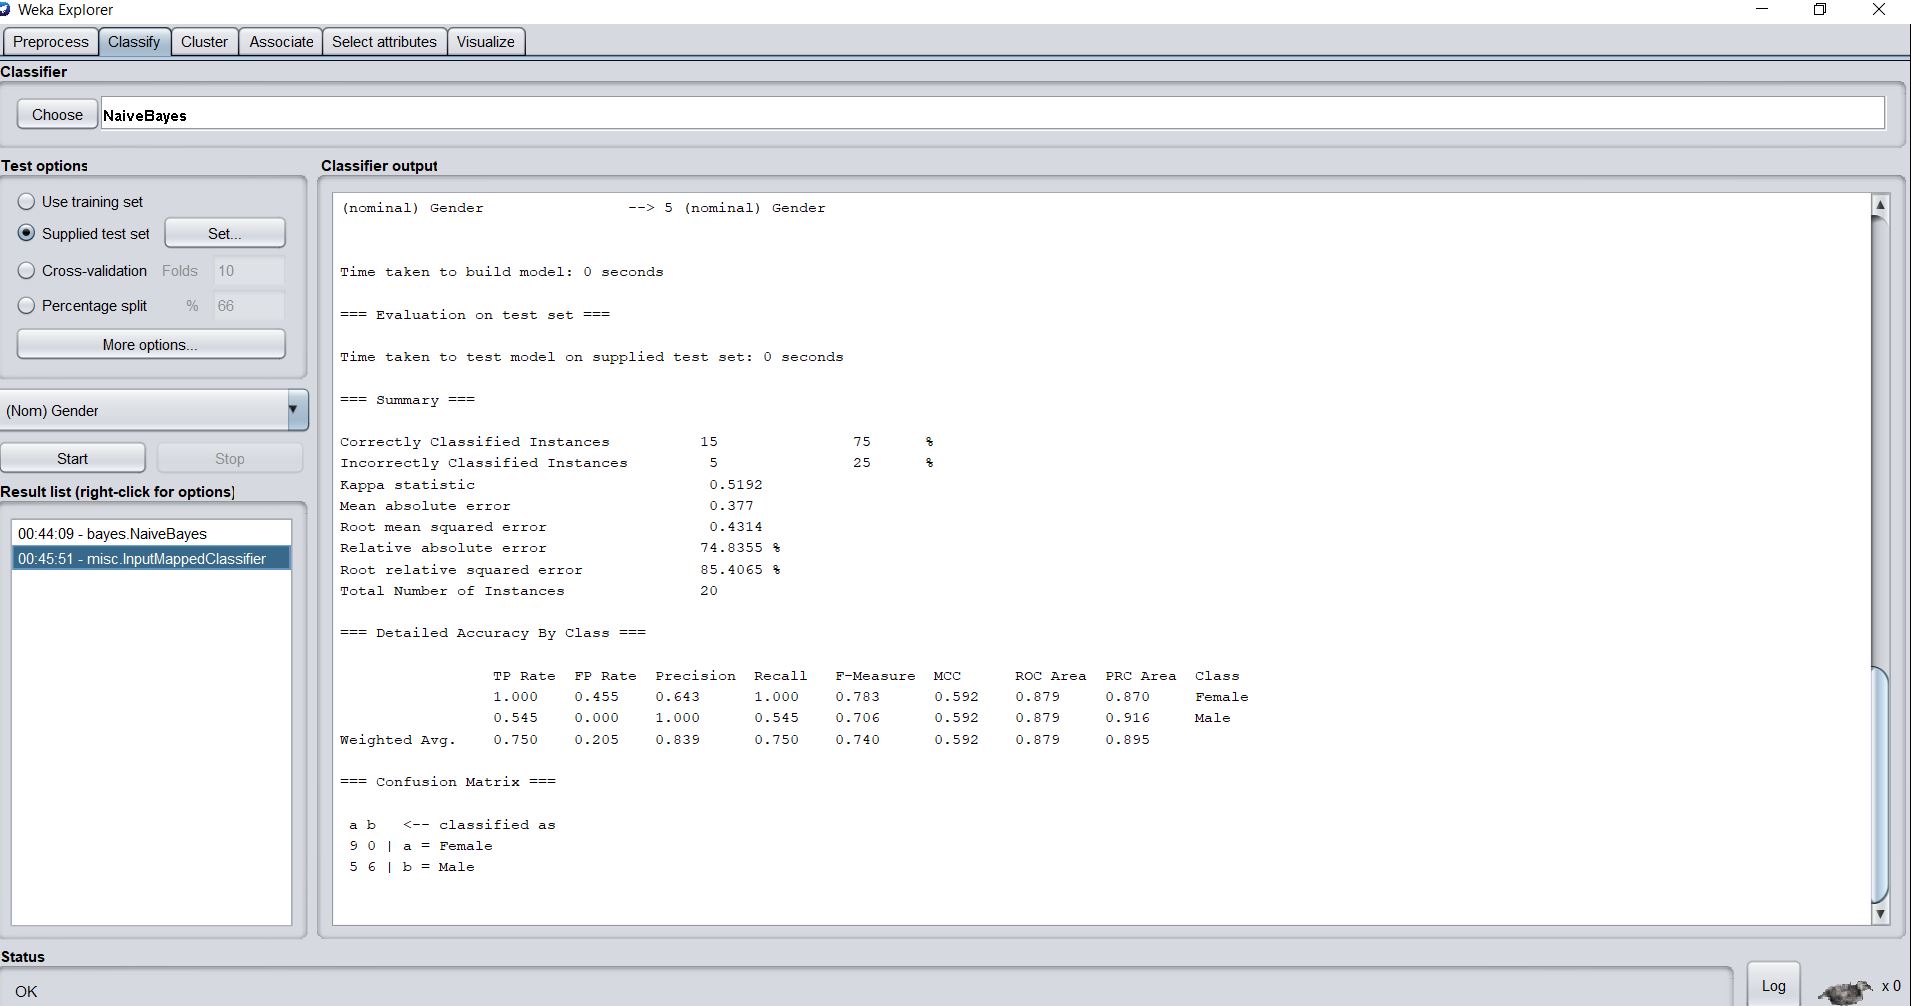 Weka Explorer
Preprocess Classify Cluster Associate Select attributes Visualize
Classifier
Choose NaiveBayes
Test options
Use training set
Supplied test set Set...
Cross-validation Folds 10
Percentage split % 66
More options...
(Nom) Gender
Start Stop
Result list (right-click for options)
00:44:09 - bayes.NaiveBayes
00:45:51 - misc.InputMappedClassifier
Classifier output
(nominal) Gender --> 5 (nominal) Gender
Time taken to build model: 0 seconds
=== Evaluation on test set ===
Time taken to test model on supplied test set: 0 seconds
=== Summary ===
Correctly Classified Instances 15 75 %
Incorrectly Classified Instances 5 25 %
Kappa statistic 0.5192
Mean absolute error 0.377
Root mean squared error 0.4314
Relative absolute error 74.8355 %
Root relative squared error 85.4065 %
Total Number of Instances 20
=== Detailed Accuracy By Class ===
TP Rate FP Rate Precision Recall F-Measure MCC ROC Area PRC Area Class
1.000 0.455 0.643 1.000 0.783 0.592 0.879 0.870 Female
0.545 0.000 1.000 0.545 0.706 0.592 0.879 0.916 Male
Weighted Avg. 0.750 0.205 0.839 0.750 0.740 0.592 0.879 0.895
=== Confusion Matrix ===
a b <-- classified as
9 0 | a = Female
5 6 | b = Male
Status
OK
Log x 0